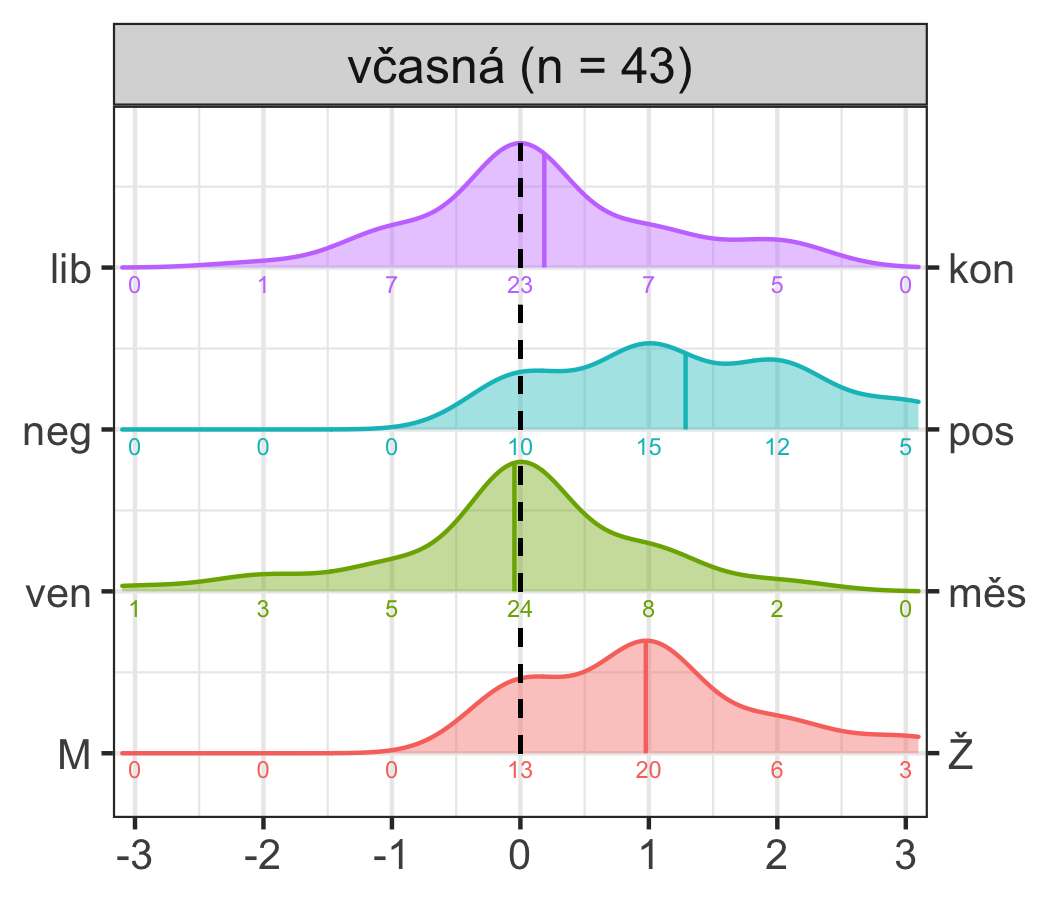 včasná (n = 43)
lib kon
0 1 7 23 7 5 0
neg pos
0 0 0 10 15 12 5
ven měs
1 3 5 24 8 2 0
M Ž
0 0 0 13 20 6 3
-3 -2 -1 0 1 2 3